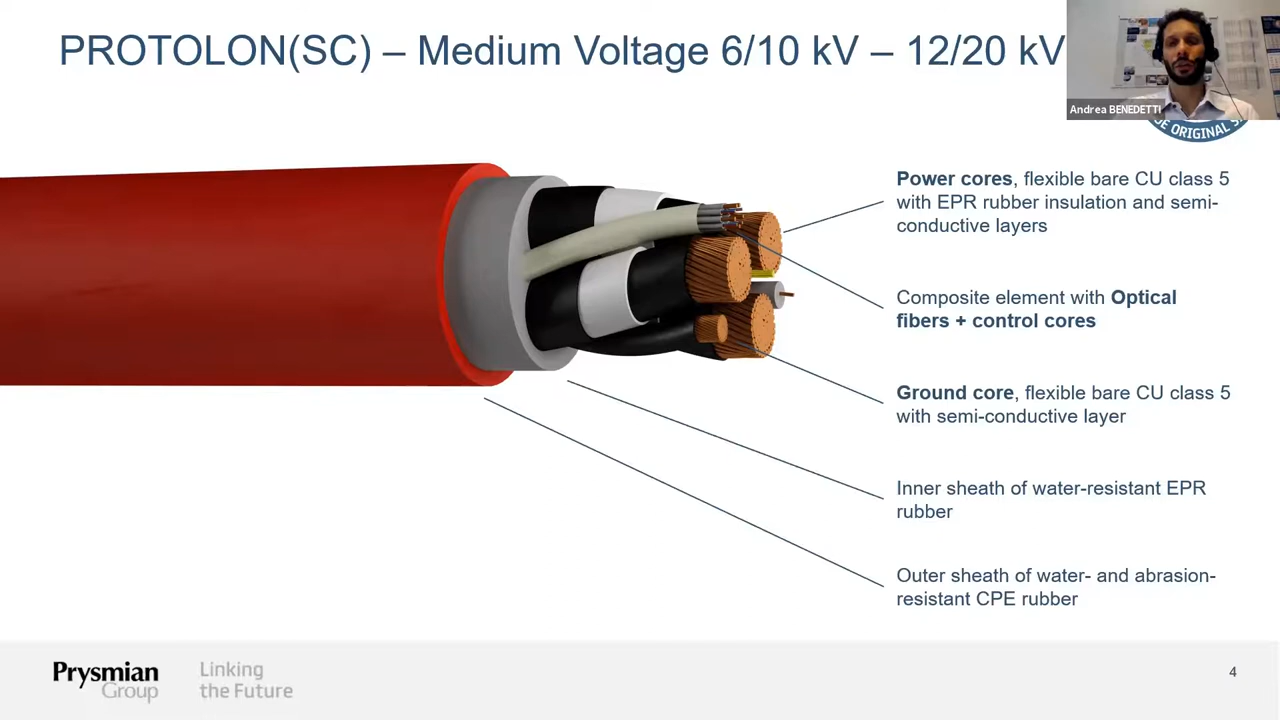 PROTOLON(SC) – Medium Voltage 6/10 kV – 12/20 kV
Andrea BENEDETTI
DE ORIGINAL
Power cores, flexible bare CU class 5
with EPR rubber insulation and semi-
conductive layers
Composite element with Optical
fibers + control cores
Ground core, flexible bare CU class 5
with semi-conductive layer
Inner sheath of water-resistant EPR
rubber
Outer sheath of water- and abrasion-
resistant CPE rubber
Prysmian
Group
Linking
the Future
4